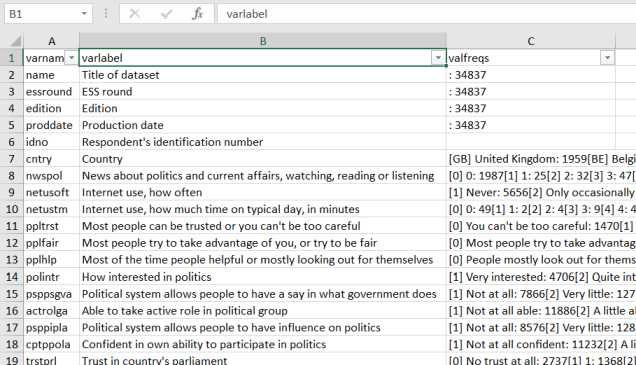 B1 fx varlabel
A B C
1 varnam varlabel valfreqs
2 name Title of dataset : 34837
3 essround ESS round : 34837
4 edition Edition : 34837
5 proddate Production date : 34837
6 idno Respondent's identification number
7 cntry Country [GB] United Kingdom: 1959[BE] Belgi
8 nwspol News about politics and current affairs, watching, reading or listening [0] 0: 1987[1] 1: 25[2] 2: 32[3] 3: 47[
9 netusoft Internet use, how often [1] Never: 5656[2] Only occasionally
10 netustm Internet use, how much time on typical day, in minutes [0] 0: 49[1] 1: 2[2] 2: 4[3] 3: 9[4] 4: 4
11 ppltrst Most people can be trusted or you can't be too careful [0] You can't be careful: 1470[1]
12 pplfair Most people try to take advantage of you, or try to be fair [0] Most people try to take advantag
13 pplhlp Most of the time people helpful or mostly looking out for themselves [0] People mostly look out for thems
14 polintr How interested in politics [1] Very interested: 4706[2] Quite int
15 psppsgva Political system allows people to have a say in what government does [1] Not at all: 7866[2] Very little: 127
16 actrolga Able to take active role in political group [1] Not at all able: 11886[2] A little al
17 psppipla Political system allows people to have influence on politics [1] Not at all: 8576[2] Very little: 128
18 cptppola Confident in own ability to participate in politics [1] Not at all confident: 11232[2] A li
19 trstprl Trust in country's parliament [0] No trust at all: 2737[1] 1: 1368[2]